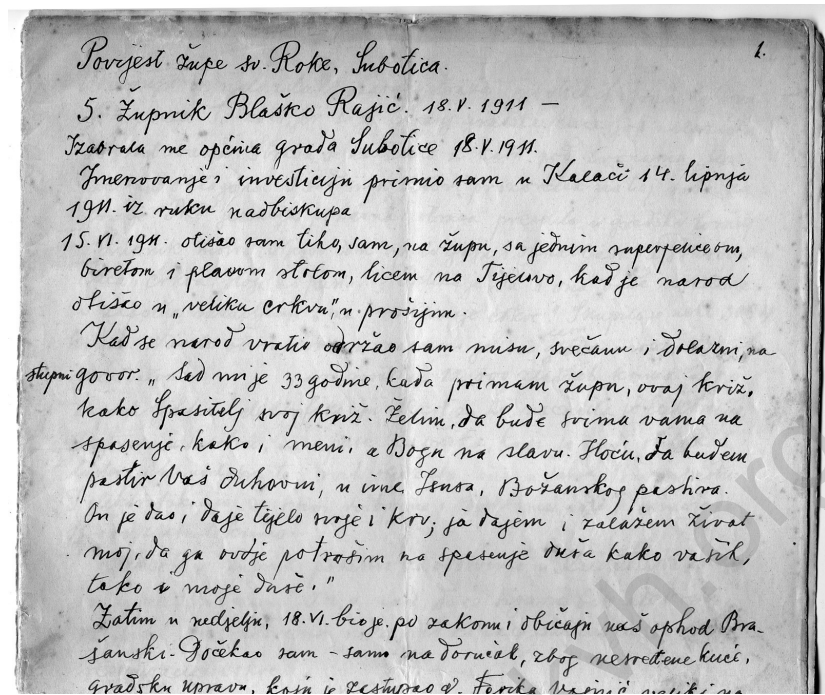 1.
Povijest župe sv. Roke, Subotica.
5. Župnik Blaško Rajić. 18.V.1911 —
Izabrala me općina grada Subotice 18.V.1911.
Imenovanje i investiciju primio sam u Kalači 14. lipnja
1911. iz ruku nadbiskupa
15.VI.1911. otišao sam tiho, sam, na župu, sa jednim superpeliceom,
biretom i plavom štolom, licem na Tijelovo, kad je narod
otišao u „veliku crkvu", u prošiju.
Kad se narod vratio održao sam misu, svečanu i dolazni, na
stupni govor. „Sad mi je 33 godine, kada primam župu, ovaj križ,
kako Spasitelj svoj križ. Želim, da bude svima vama na
spasenje, kako i meni, a Bogu na slavu. Hoću, da budem
pastir vaš duhovni, u ime Isusa, Božanskog pastira.
On je dao i daje tijelo svoje i krv; ja dajem i zalažem život
moj, da ga ovdje potrošim na spasenje duša kako vaših,
tako i moje duše."
Zatim u nedjelju, 18.VI. bio je po zakonu i običaju naš ophod Bra-
šanski. Dočekao sam - samo na doručak, zbog nesređene kuće,
gradsku upravu, koju je zastupao g. Vojnić veliki